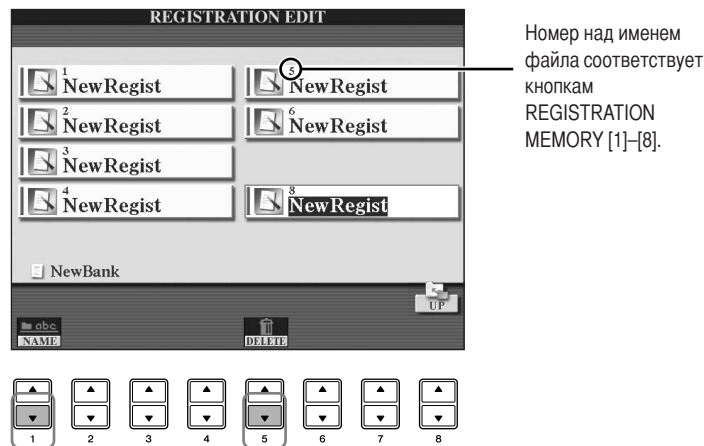 REGISTRATION EDIT
1
NewRegist
2
NewRegist
3
NewRegist
4
NewRegist
5
NewRegist
6
NewRegist
8
NewRegist
NewBank
UP
abc
NAME
DELETE
1 2 3 4 5 6 7 8
Номер над именем
файла соответствует
кнопкам
REGISTRATION
MEMORY [1]–[8].